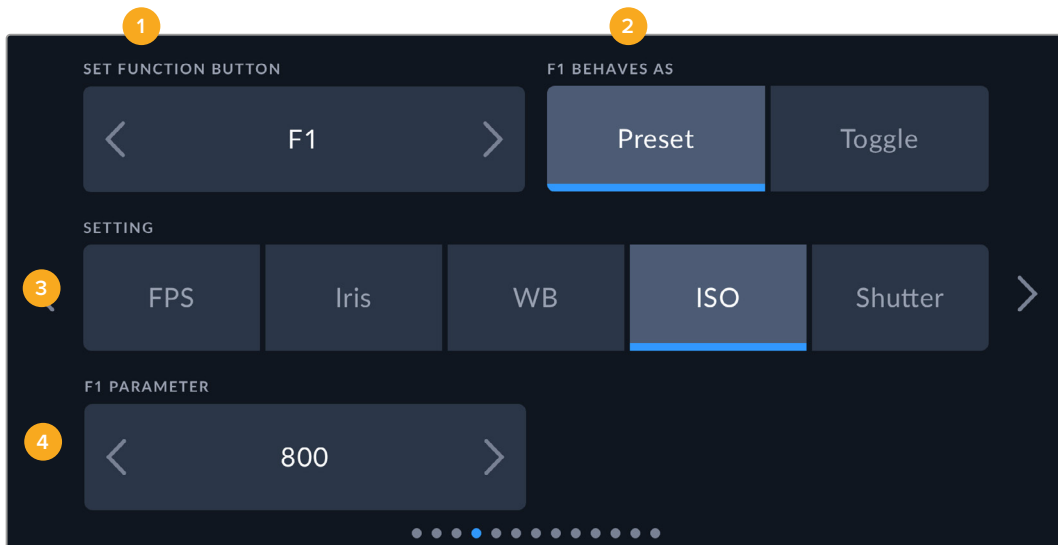 1 2
SET FUNCTION BUTTON F1 BEHAVES AS
F1 Preset Toggle
SETTING
3 FPS Iris WB ISO Shutter
F1 PARAMETER
4 800